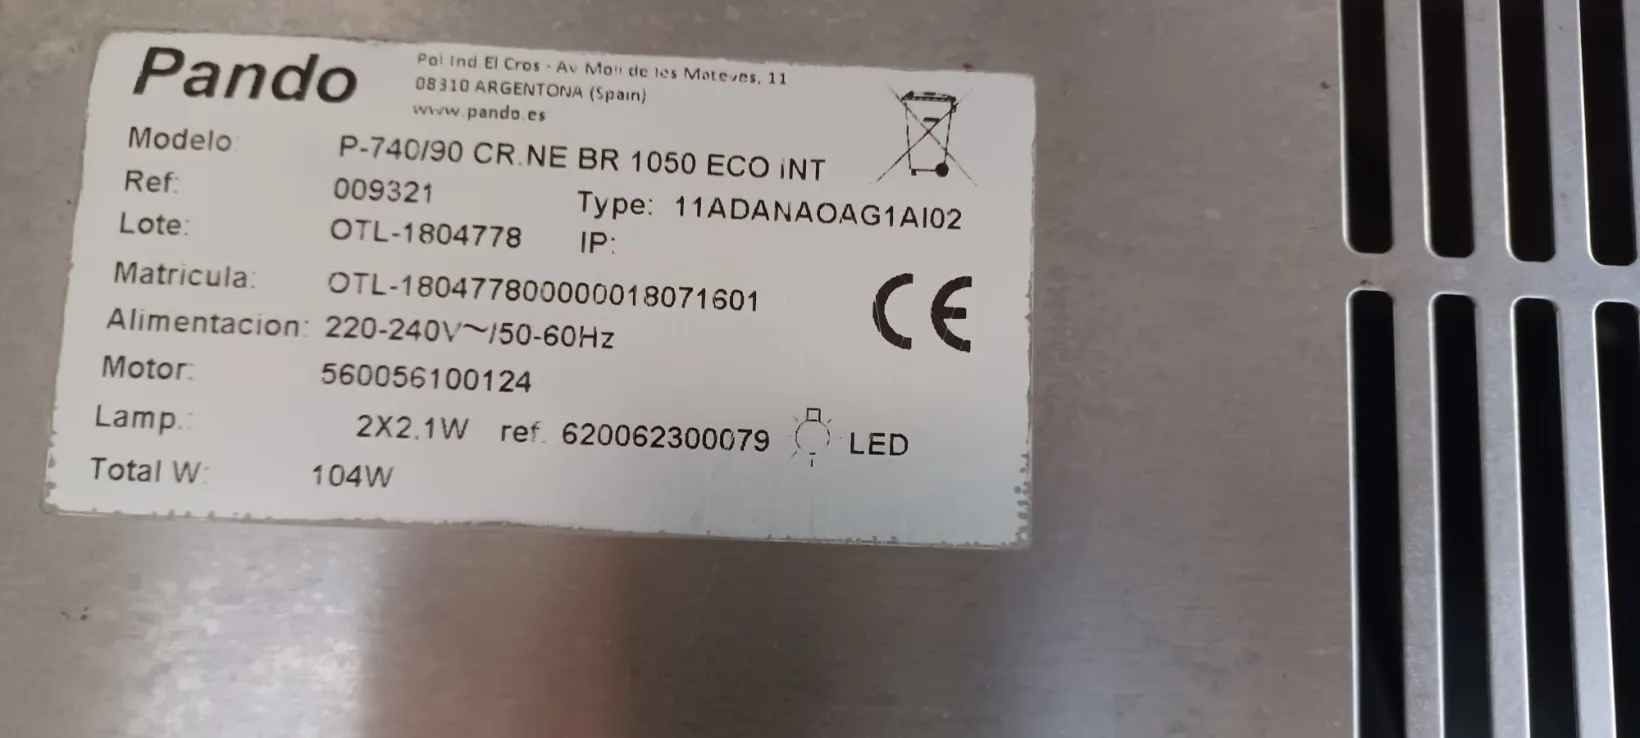 Pando
Pol Ind El Cros - Av Molí de les Mateves, 11
08310 ARGENTONA (Spain)
www.pando.es
Modelo: P-740/90 CR.NE BR 1050 ECO INT
Ref: 009321 Type: 11ADANAOAG1AI02
Lote: OTL-1804778 IP:
Matricula: OTL-180477800000018071601
Alimentacion: 220-240V~/50-60Hz
CE
Motor: 560056100124
Lamp.: 2X2.1W ref. 620062300079 LED
Total W: 104W